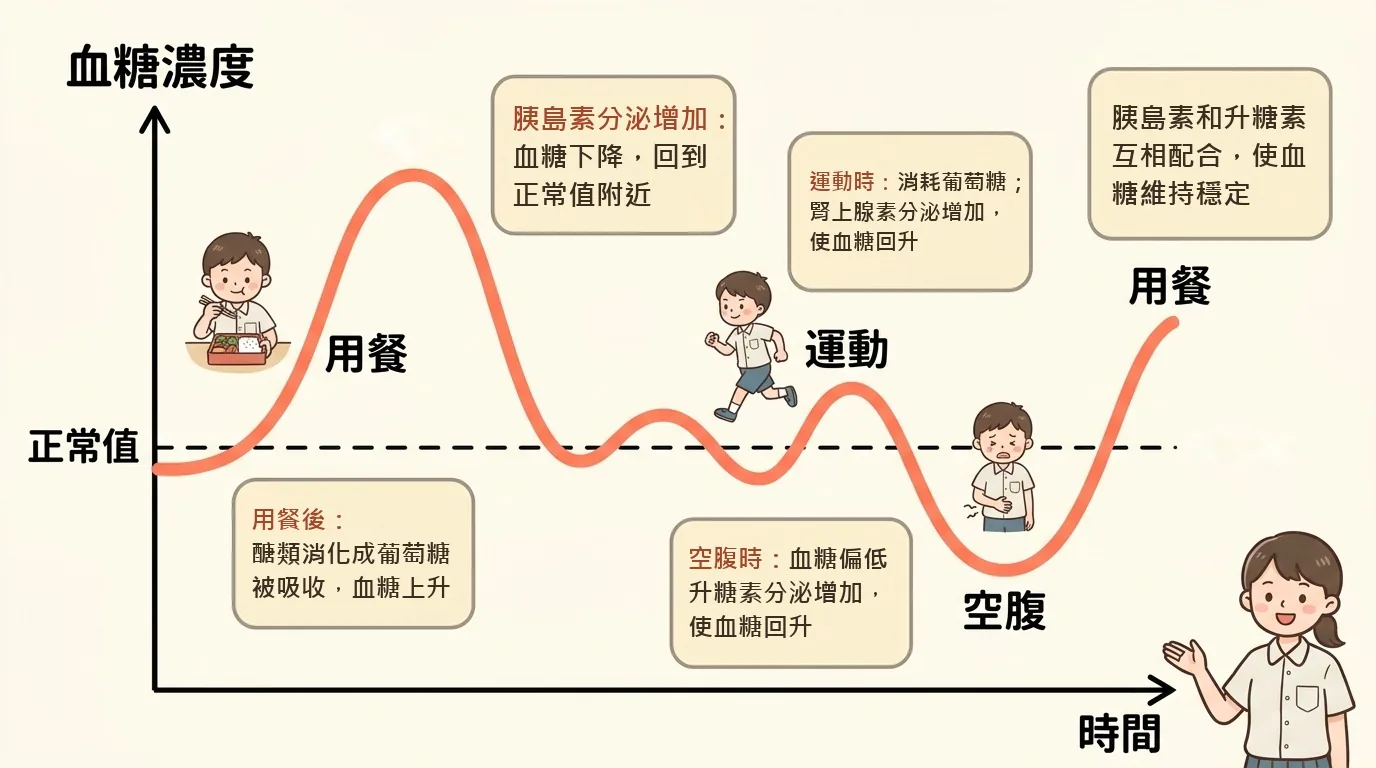 血糖濃度
胰島素分泌增加：
血糖下降，回到
正常值附近
運動時：消耗葡萄糖；
腎上腺素分泌增加，
使血糖回升
胰島素和升糖素
互相配合，使血
糖維持穩定
用餐
用餐
運動
正常值
用餐後：
醣類消化成葡萄糖
被吸收，血糖上升
空腹時：血糖偏低
升糖素分泌增加，
使血糖回升
空腹
時間